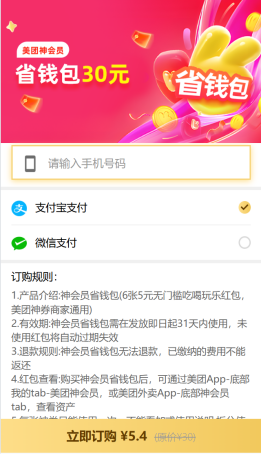 美团神会员
省钱包30元
省钱包
请输入手机号码
支付宝支付
微信支付
订购规则：
1.产品介绍:神会员省钱包(6张5元无门槛吃喝玩乐红包，
美团神券商家通用)
2.有效期:神会员省钱包需在发放即日起31天内使用，未
使用红包将自动过期失效
3.退款规则:神会员省钱包无法退款，已缴纳的费用不能
返还
4.红包查看:购买神会员省钱包后，可通过美团App-底部
我的tab-美团神会员，或美团外卖App-底部神会员
tab，查看资产
立即订购 ¥5.4 (原价¥30)